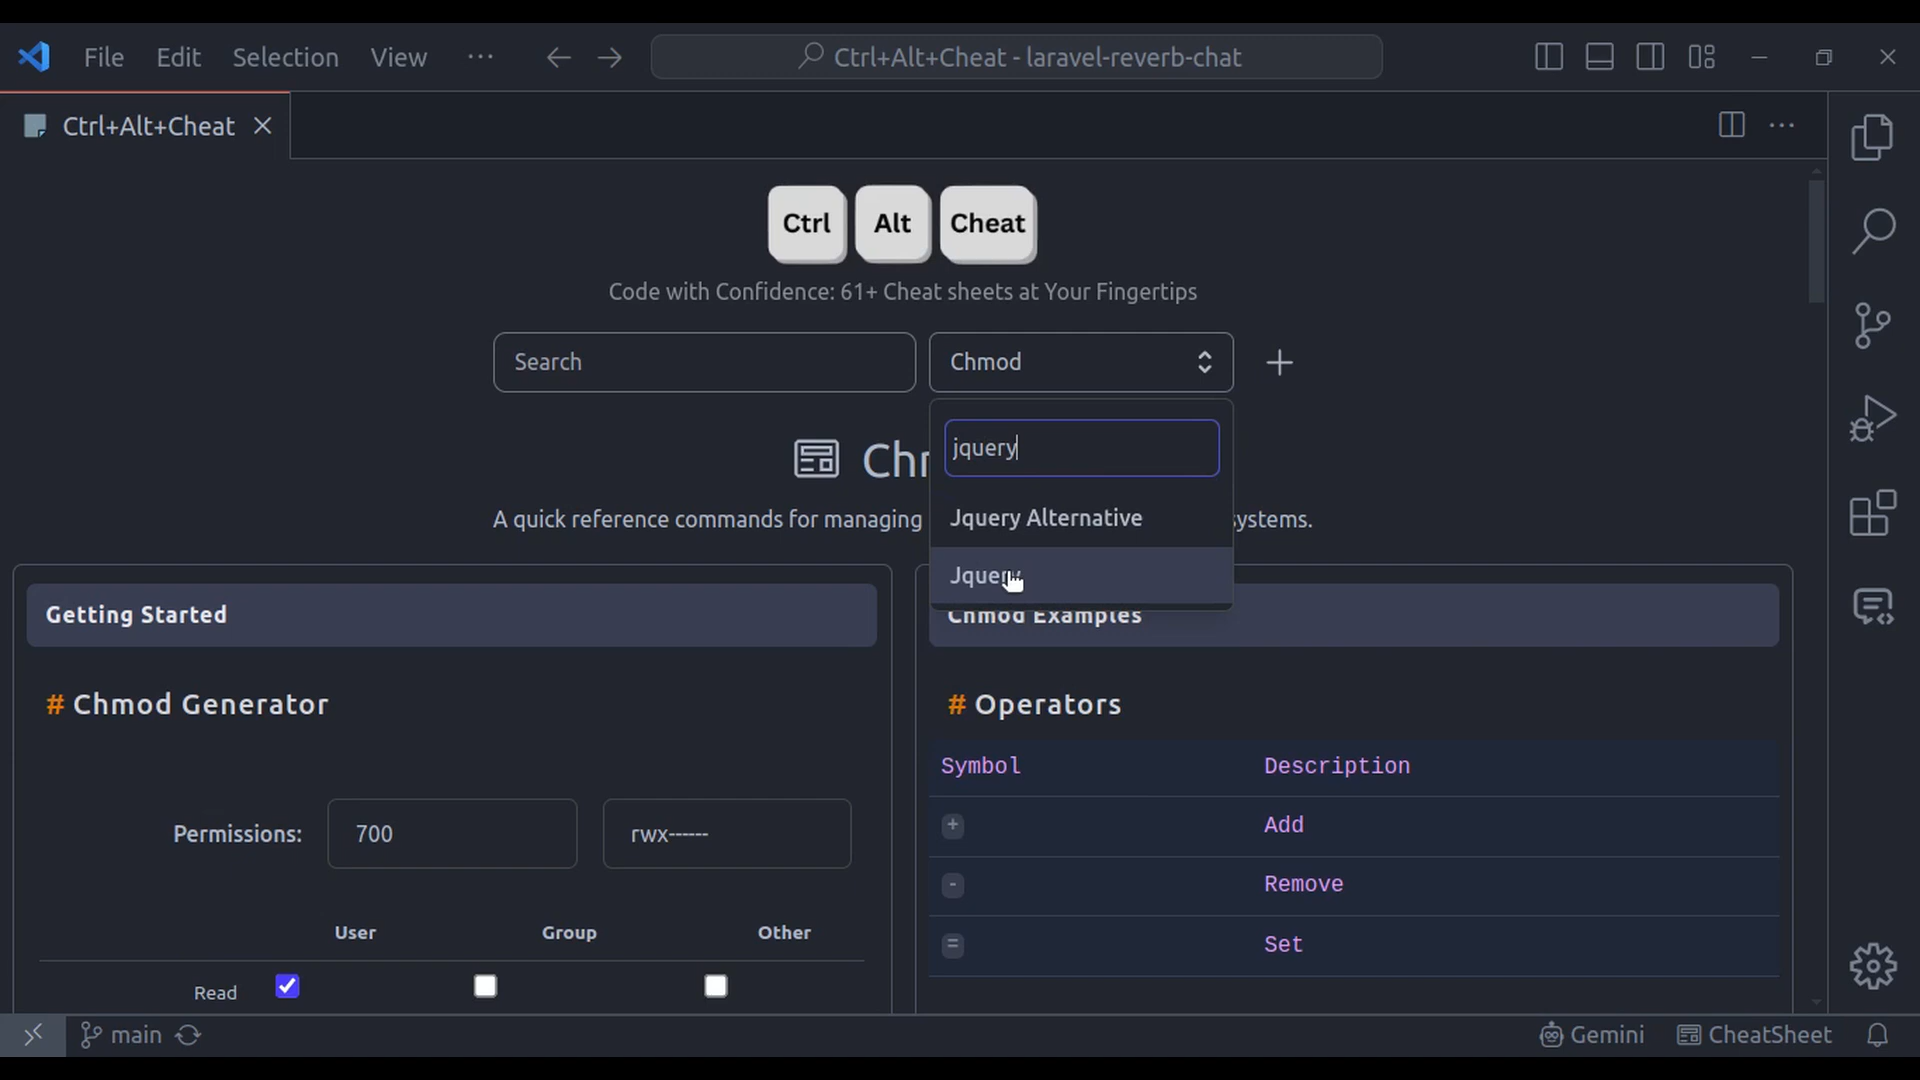 File Edit Selection View ··· Ctrl+Alt+Cheat - laravel-reverb-chat
Ctrl+Alt+Cheat
Ctrl Alt Cheat
Code with Confidence: 61+ Cheat sheets at Your Fingertips
Search Chmod
jquery
Chm
Jquery Alternative
A quick reference commands for managing systems.
Jquery
Getting Started Chmod Examples
# Chmod Generator # Operators
Symbol Description
+ Add
Permissions: 700 rwx------
- Remove
User Group Other
= Set
Read
main Gemini CheatSheet